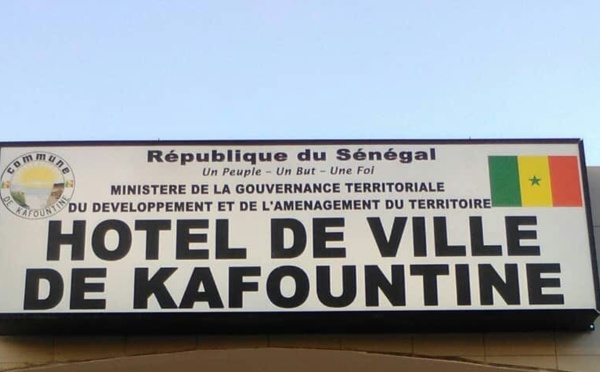 République du Sénégal
Un Peuple – Un But – Une Foi
MINISTERE DE LA GOUVERNANCE TERRITORIALE
DU DEVELOPPEMENT ET DE L'AMENAGEMENT DU TERRITOIRE
HOTEL DE VILLE
DE KAFOUNTINE
commune
DE KAFOUNTINE